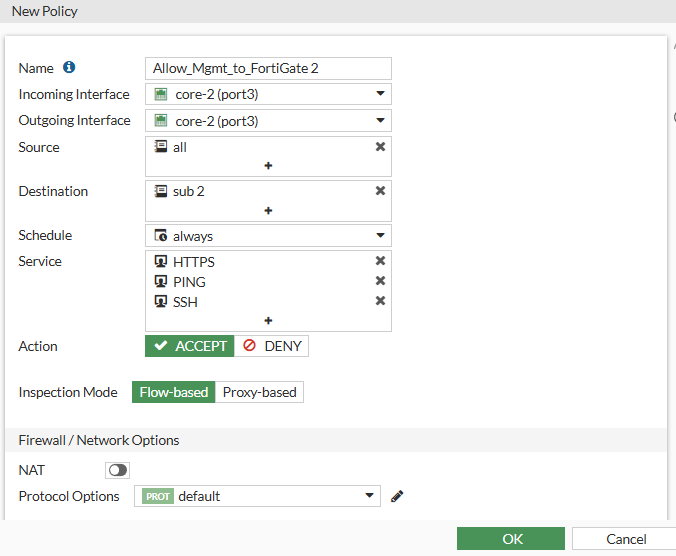 New Policy
Name
Allow_Mgmt_to_FortiGate 2
Incoming Interface
core-2 (port3)
Outgoing Interface
core-2 (port3)
Source
all
+
Destination
sub 2
+
Schedule
always
Service
HTTPS
PING
SSH
+
Action
ACCEPT
DENY
Inspection Mode
Flow-based
Proxy-based
Firewall / Network Options
NAT
Protocol Options
PROT default
OK
Cancel